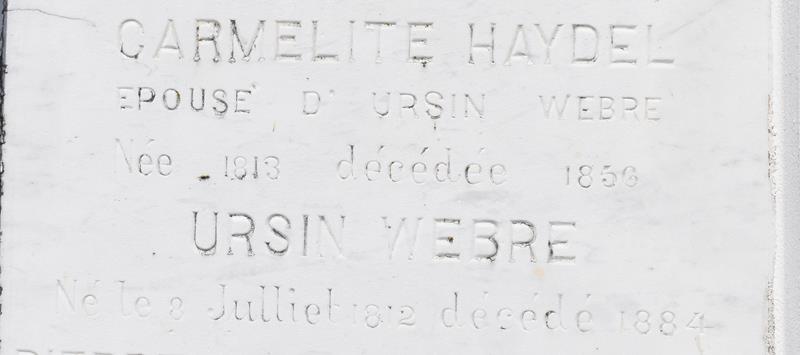 CARMELITE HAYDEL
EPOUSE D' URSIN WEBRE
Née 1813 décédée 1856
URSIN WEBRE
Né le 8 Julliet 1812 décédé 1884